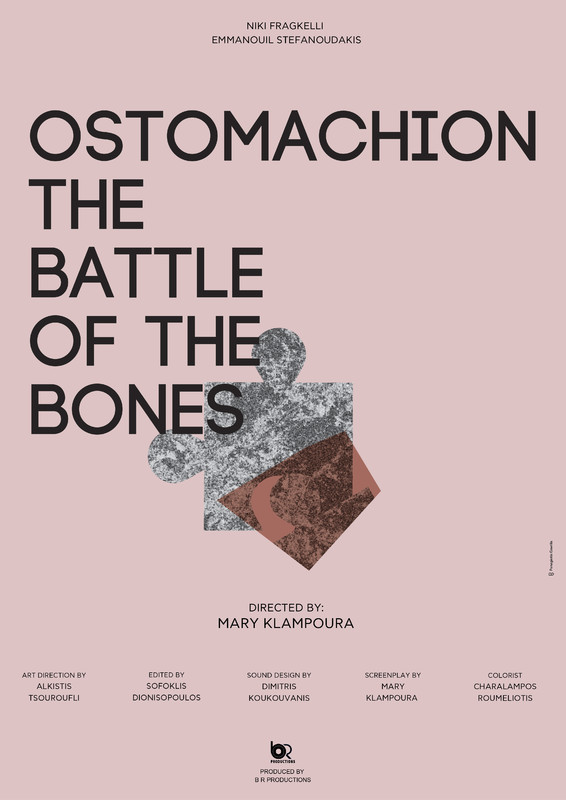 NIKI FRAGKELLI
EMMANOUIL STEFANOUDAKIS
OSTOMACHION
THE
BATTLE
OF THE
BONES
DIRECTED BY:
MARY KLAMPOURA
ART DIRECTION BY
ALKISTIS
TSOUROUFLI
EDITED BY
SOFOKLIS
DIONISOPOULOS
SOUND DESIGN BY
DIMITRIS
KOUKOUVANIS
SCREENPLAY BY
MARY
KLAMPOURA
COLORIST
CHARALAMPOS
ROUMELIOTIS
bR
PRODUCTIONS
PRODUCED BY
B R PRODUCTIONS